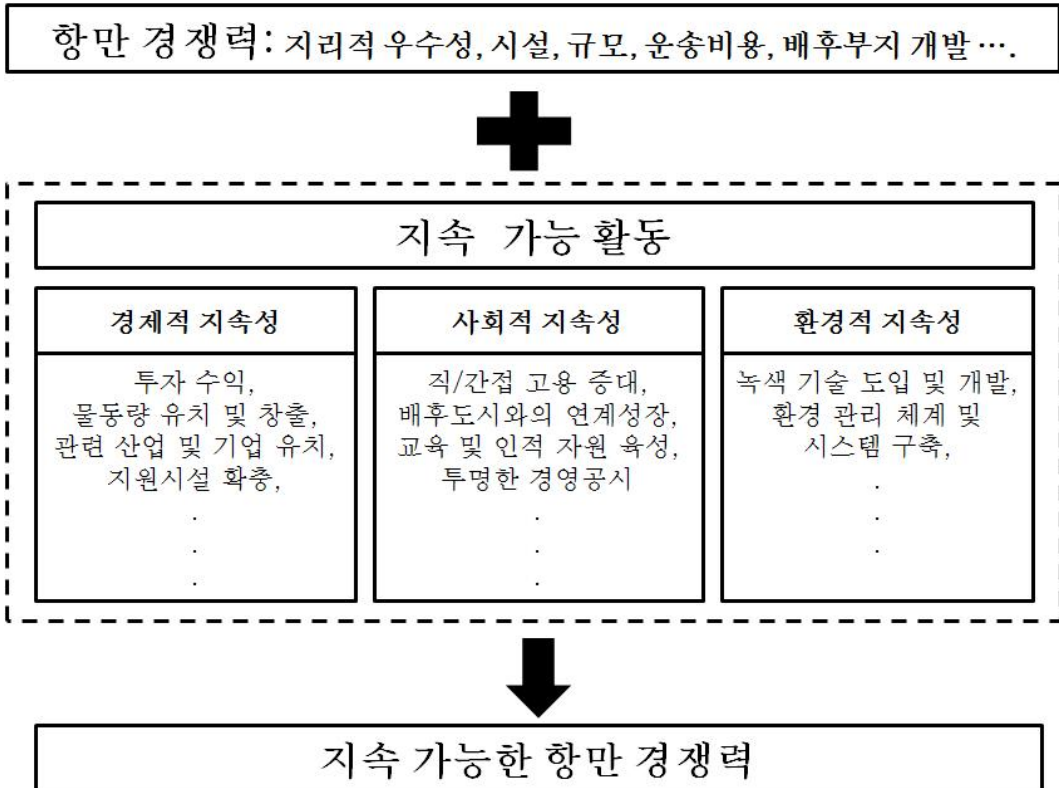 항만 경쟁력: 지리적 우수성, 시설, 규모, 운송비용, 배후부지 개발 ….
지속 가능 활동
경제적 지속성
투자 수익,
물동량 유치 및 창출,
관련 산업 및 기업 유치,
지원시설 확충,
.
.
.
사회적 지속성
직/간접 고용 증대,
배후도시와의 연계성장,
교육 및 인적 자원 육성,
투명한 경영공시
.
.
.
환경적 지속성
녹색 기술 도입 및 개발,
환경 관리 체계 및
시스템 구축,
.
.
.
지속 가능한 항만 경쟁력